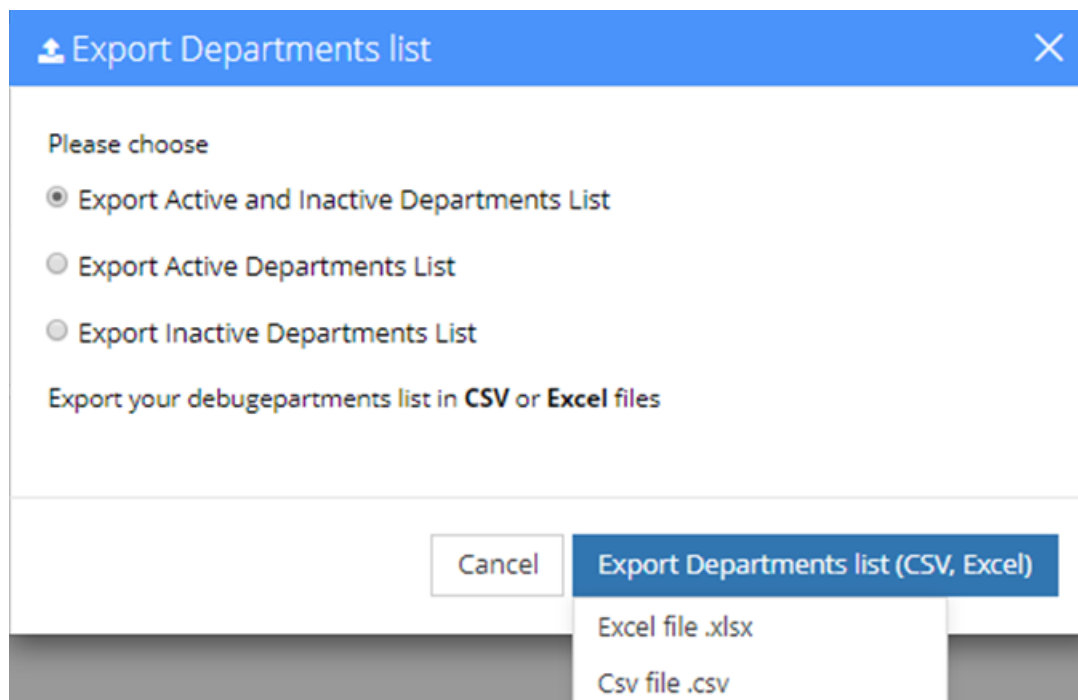 Export Departments list
Please choose
Export Active and Inactive Departments List
Export Active Departments List
Export Inactive Departments List
Export your debugepartments list in CSV or Excel files
Cancel
Export Departments list (CSV, Excel)
Excel file .xlsx
Csv file .csv